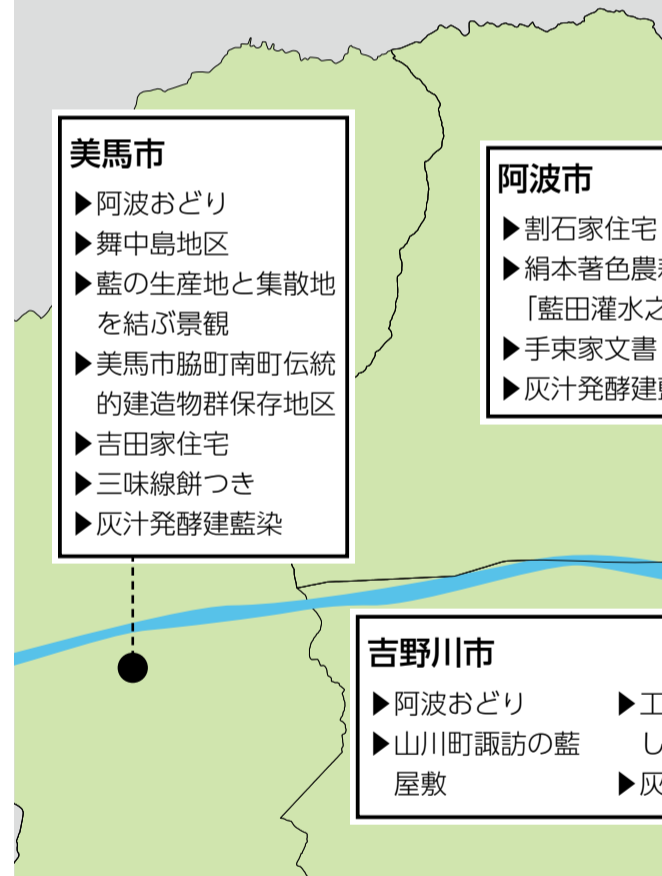 美馬市
▶阿波おどり
▶舞中島地区
▶藍の生産地と集散地
を結ぶ景観
▶美馬市脇町南町伝統
的建造物群保存地区
▶吉田家住宅
▶三味線餅つき
▶灰汁発酵建藍染
阿波市
▶割石家住宅
▶絹本著色農
「藍田灌水之
▶手束家文書
▶灰汁発酵建
吉野川市
▶阿波おどり
▶山川町諏訪の藍
屋敷
▶工
し
▶灰